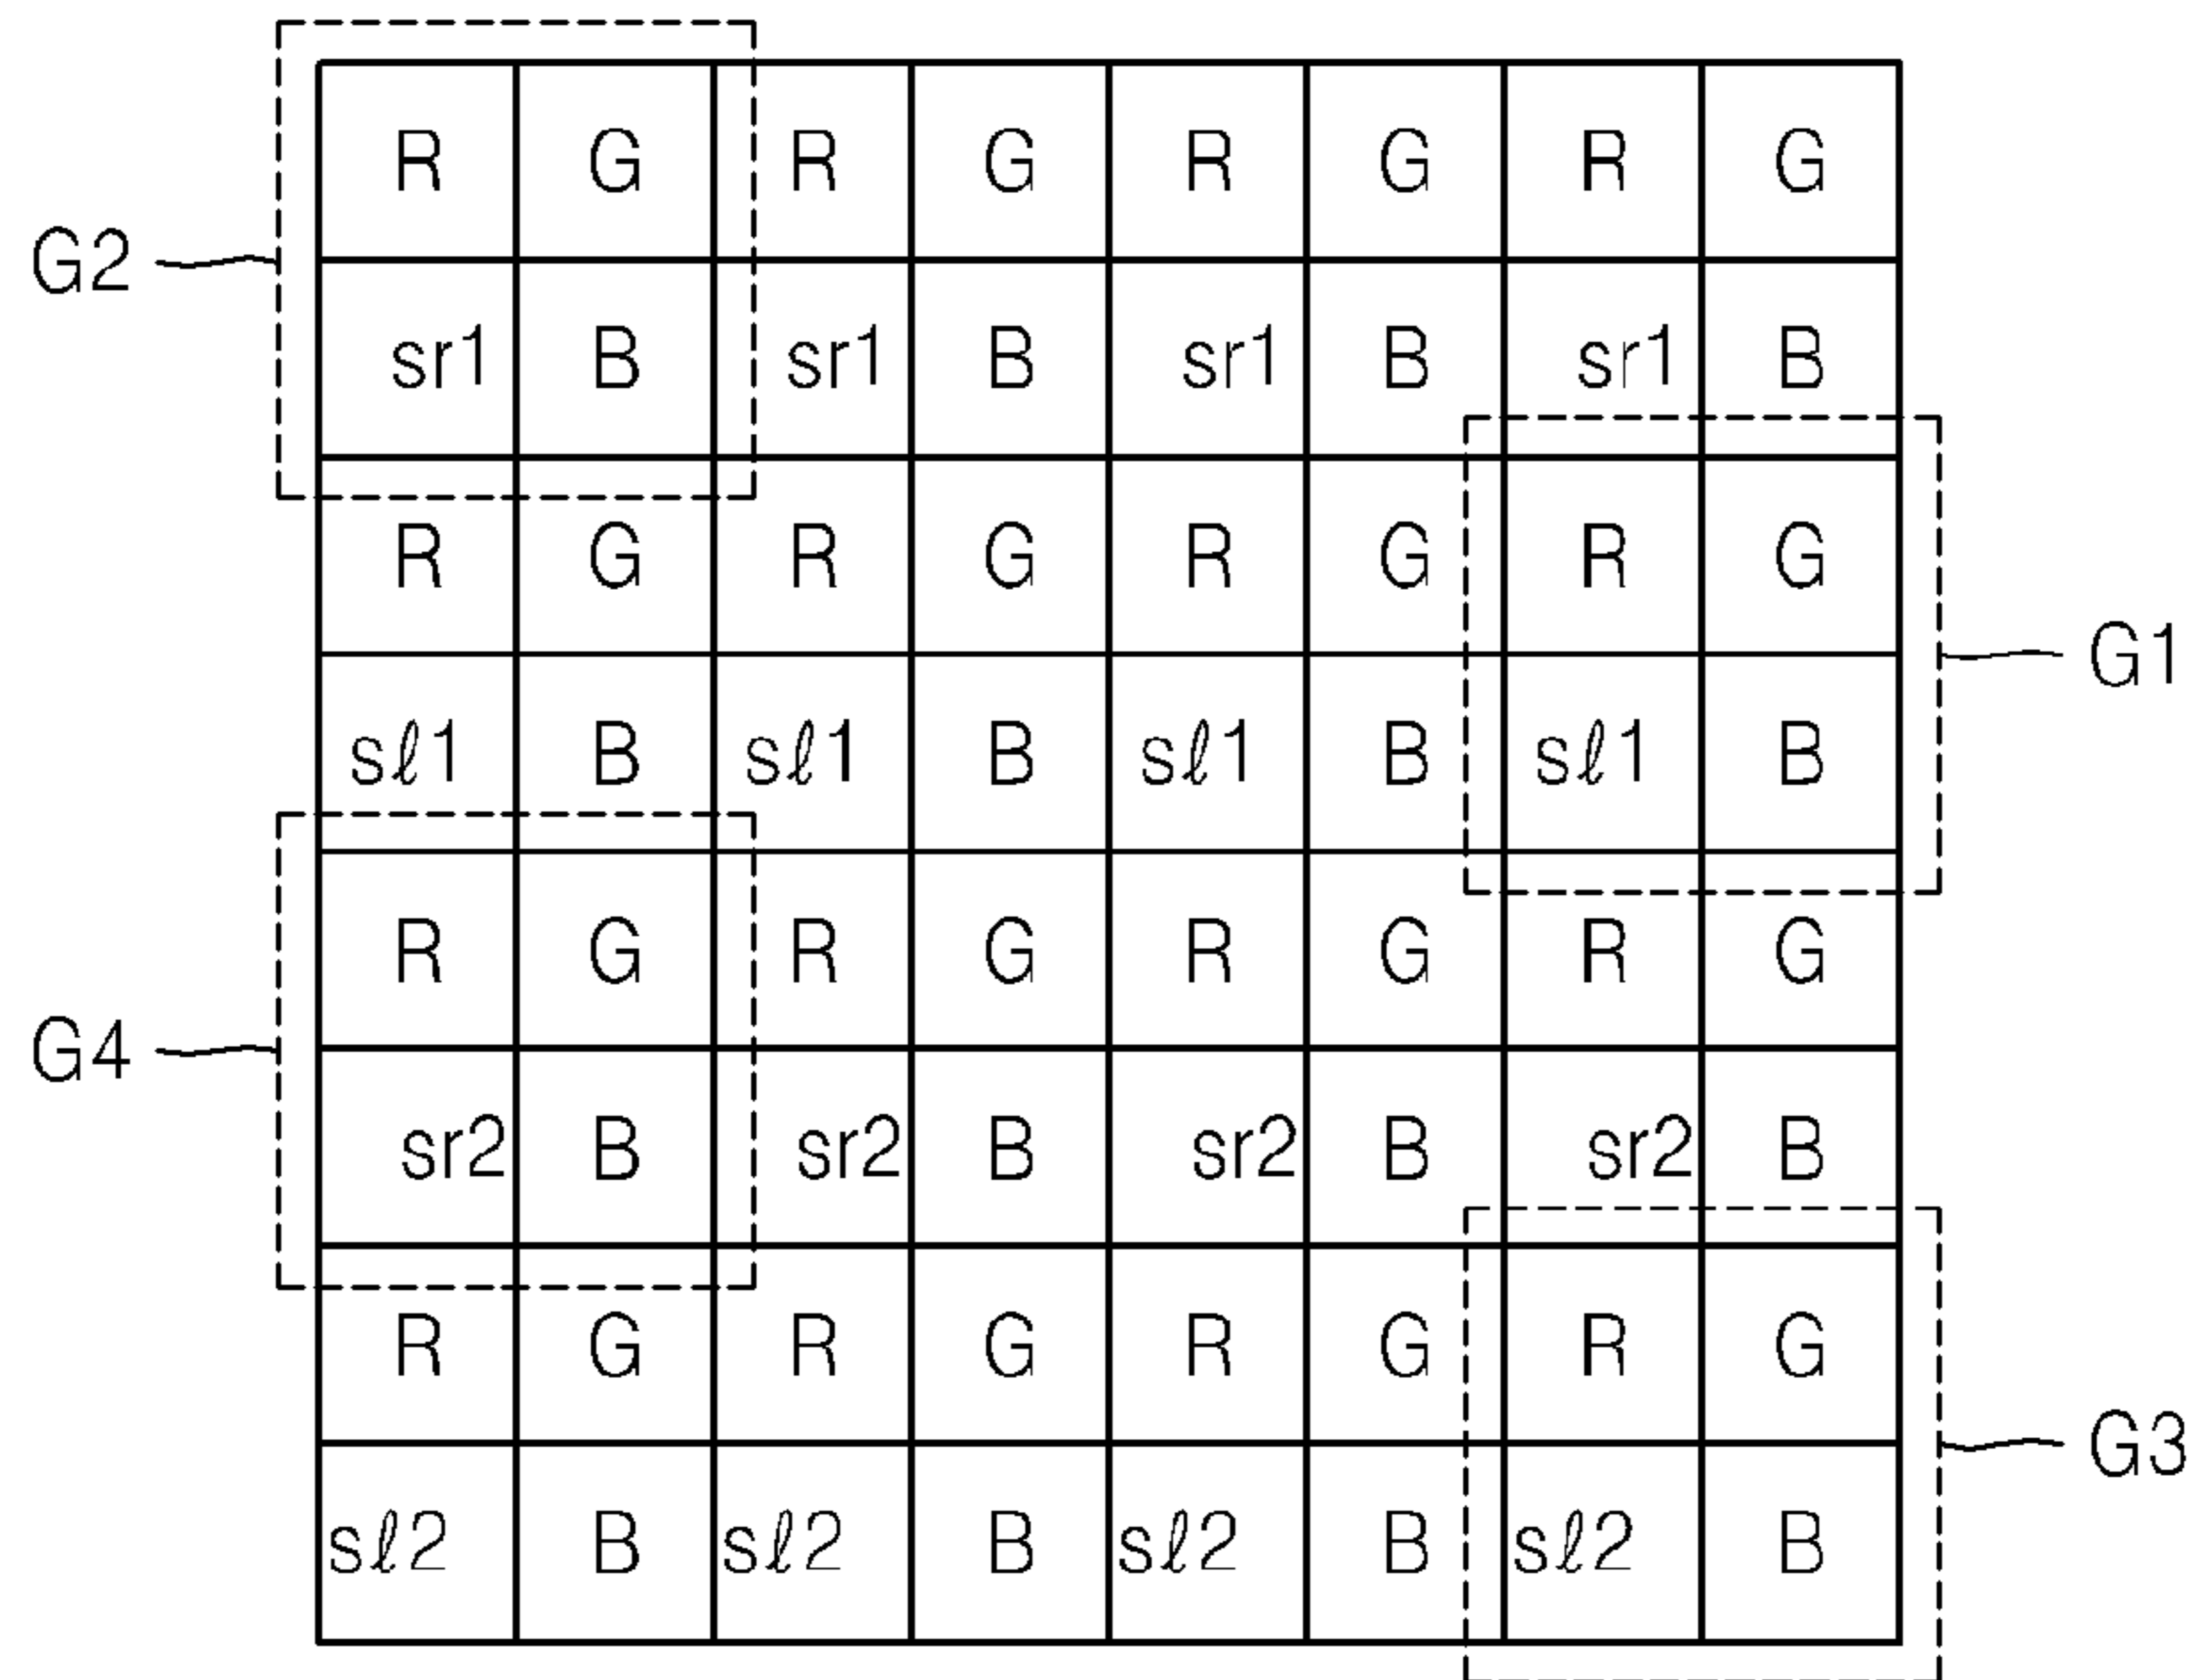 R G R G R G R G
G2
sr1 B sr1 B sr1 B sr1 B
R G R G R G R G
G1
sℓ1 B sℓ1 B sℓ1 B sℓ1 B
R G R G R G R G
G4
sr2 B sr2 B sr2 B sr2 B
R G R G R G R G
G3
sℓ2 B sℓ2 B sℓ2 B sℓ2 B